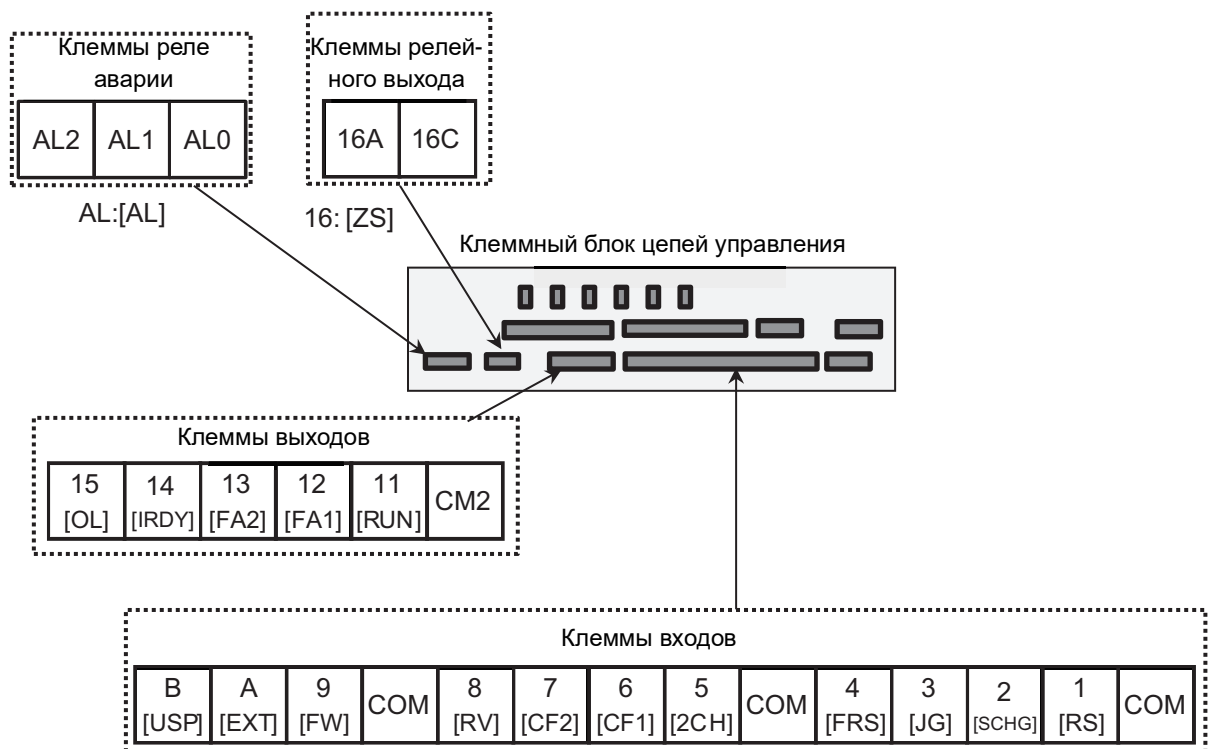 Клеммы реле
аварии
AL2 AL1 AL0
AL:[AL]
Клеммы релей-
ного выхода
16A 16C
16: [ZS]
Клеммный блок цепей управления
Клеммы выходов
15 14 13 12 11 CM2
[OL] [IRDY] [FA2] [FA1] [RUN]
Клеммы входов
B A 9 COM 8 7 6 5 COM 4 3 2 1 COM
[USP] [EXT] [FW] [RV] [CF2] [CF1] [2CH] [FRS] [JG] [SCHG] [RS]